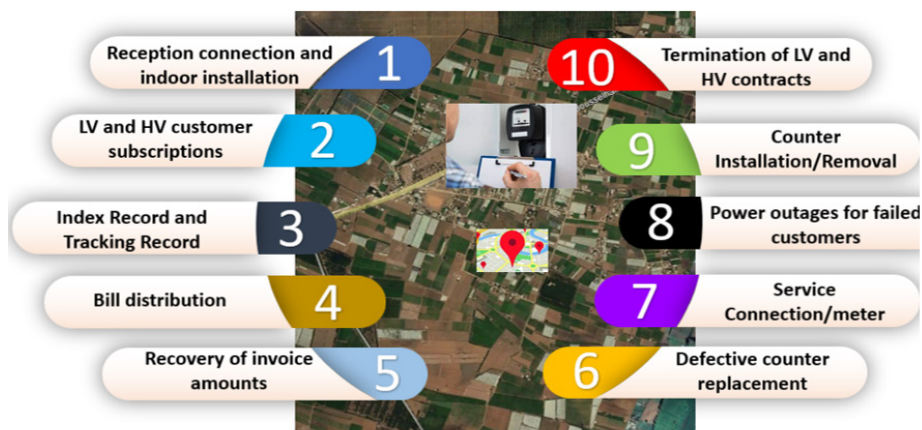 Reception connection and
indoor installation
1
LV and HV customer
subscriptions
2
Index Record and
Tracking Record
3
Bill distribution
4
Recovery of invoice
amounts
5
10
Termination of LV and
HV contracts
9
Counter
Installation/Removal
8
Power outages for failed
customers
7
Service
Connection/meter
6
Defective counter
replacement